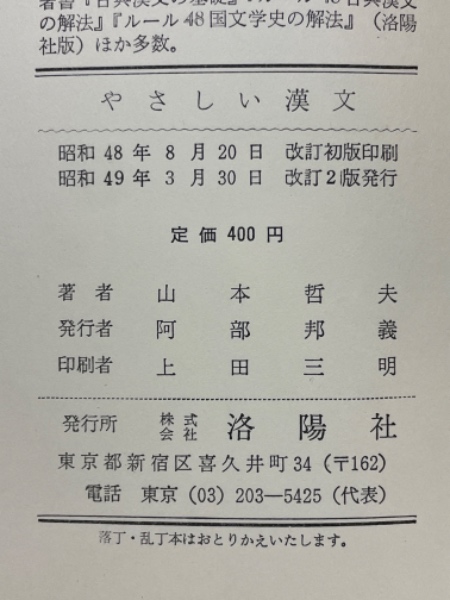 著書『古典漢文の基礎』『ルール48古典漢文
の解法』『ルール48国文学史の解法』（洛陽
社版）ほか多数。
やさしい漢文
昭和48年8月20日 改訂初版印刷
昭和49年3月30日 改訂2版発行
定価400円
著者 山本哲夫
発行者 阿部邦義
印刷者 上田三明
発行所 株式会社 洛陽社
東京都新宿区喜久井町34（〒162）
電話 東京（03）203—5425（代表）
落丁・乱丁本はおとりかえいたします。